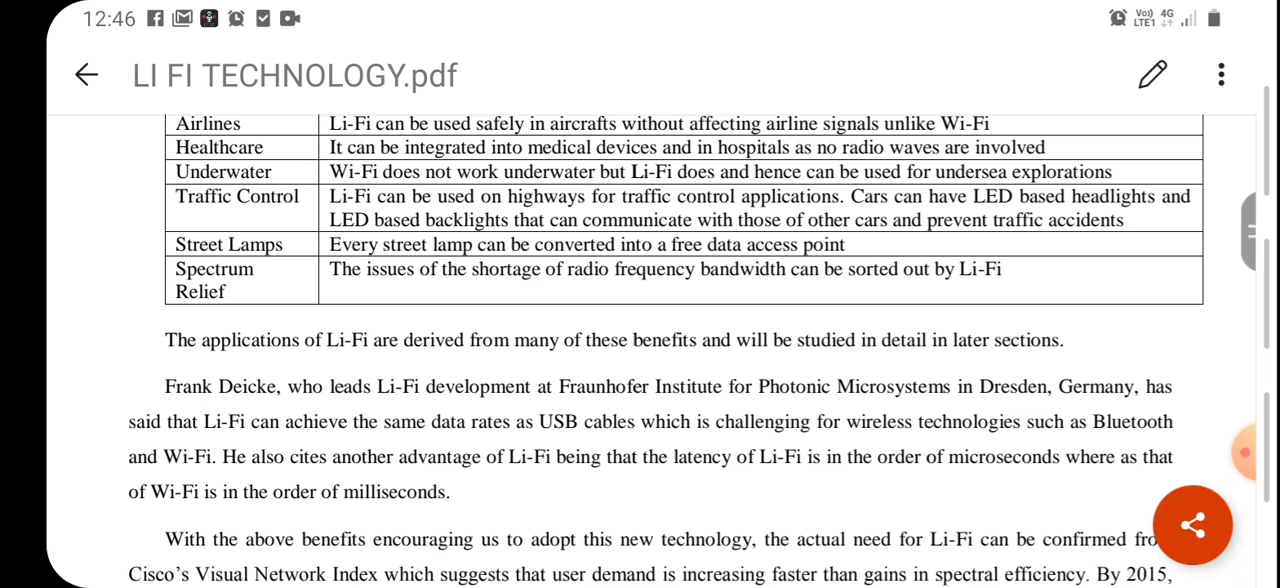 12:46
Vo)) 4G
LTE1
LI FI TECHNOLOGY.pdf
Airlines Li-Fi can be used safely in aircrafts without affecting airline signals unlike Wi-Fi
Healthcare It can be integrated into medical devices and in hospitals as no radio waves are involved
Underwater Wi-Fi does not work underwater but Li-Fi does and hence can be used for undersea explorations
Traffic Control Li-Fi can be used on highways for traffic control applications. Cars can have LED based headlights and
LED based backlights that can communicate with those of other cars and prevent traffic accidents
Street Lamps Every street lamp can be converted into a free data access point
Spectrum The issues of the shortage of radio frequency bandwidth can be sorted out by Li-Fi
Relief
The applications of Li-Fi are derived from many of these benefits and will be studied in detail in later sections.
Frank Deicke, who leads Li-Fi development at Fraunhofer Institute for Photonic Microsystems in Dresden, Germany, has
said that Li-Fi can achieve the same data rates as USB cables which is challenging for wireless technologies such as Bluetooth
and Wi-Fi. He also cites another advantage of Li-Fi being that the latency of Li-Fi is in the order of microseconds where as that
of Wi-Fi is in the order of milliseconds.
With the above benefits encouraging us to adopt this new technology, the actual need for Li-Fi can be confirmed fro
Cisco's Visual Network Index which suggests that user demand is increasing faster than gains in spectral efficiency. By 2015,